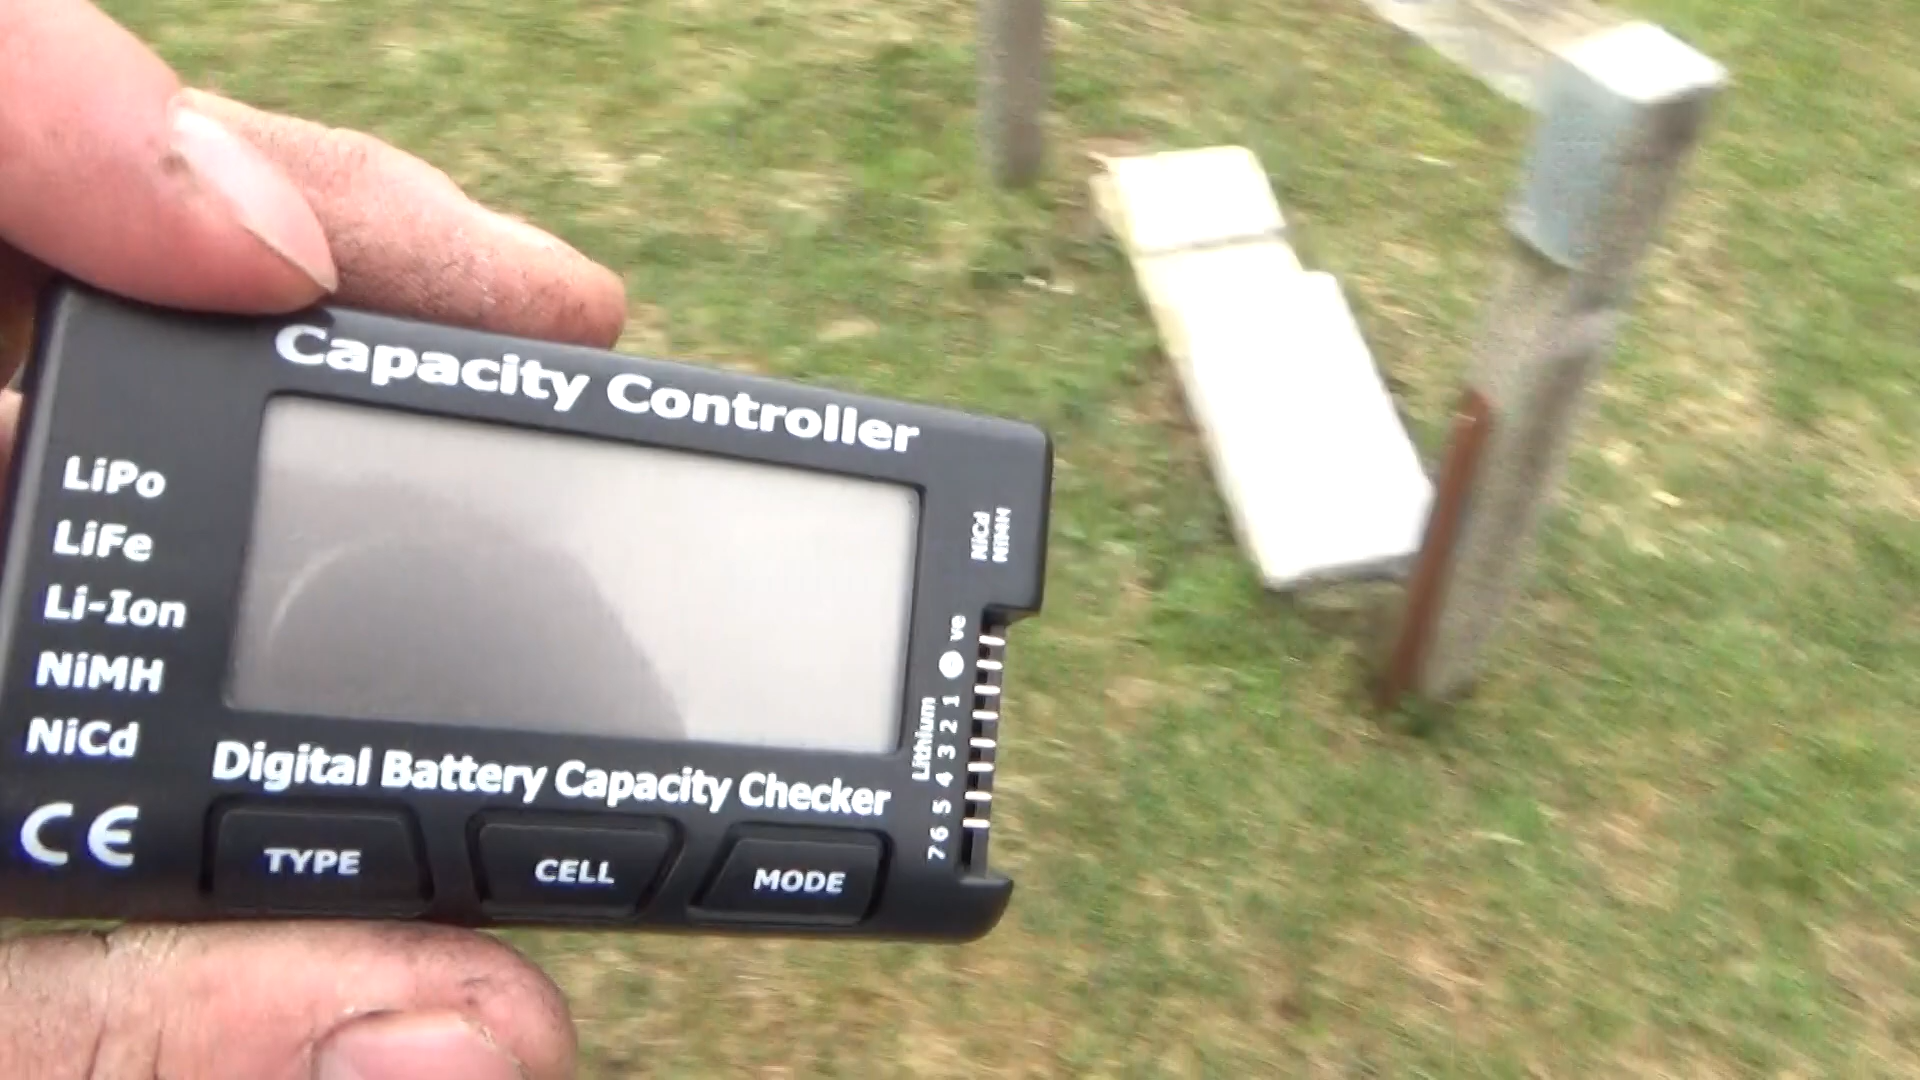 Capacity Controller
LiPo
LiFe
Li-Ion
NiMH
NiCd
NiCd
NiMH
Lithium
7 6 5 4 3 2 1 - ve
Digital Battery Capacity Checker
CE
TYPE
CELL
MODE